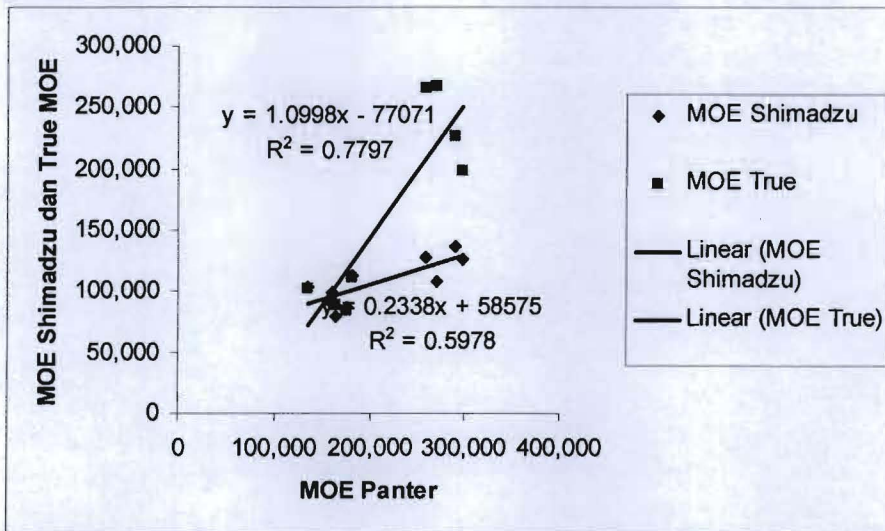 300,000
250,000
200,000
150,000
100,000
50,000
0
MOE Shimadzu dan True MOE
y = 1.0998x - 77071
R² = 0.7797
0.2338x + 58575
R² = 0.5978
0
100,000
200,000
300,000
400,000
MOE Panter
MOE Shimadzu
MOE True
Linear (MOE
Shimadzu)
Linear (MOE True)